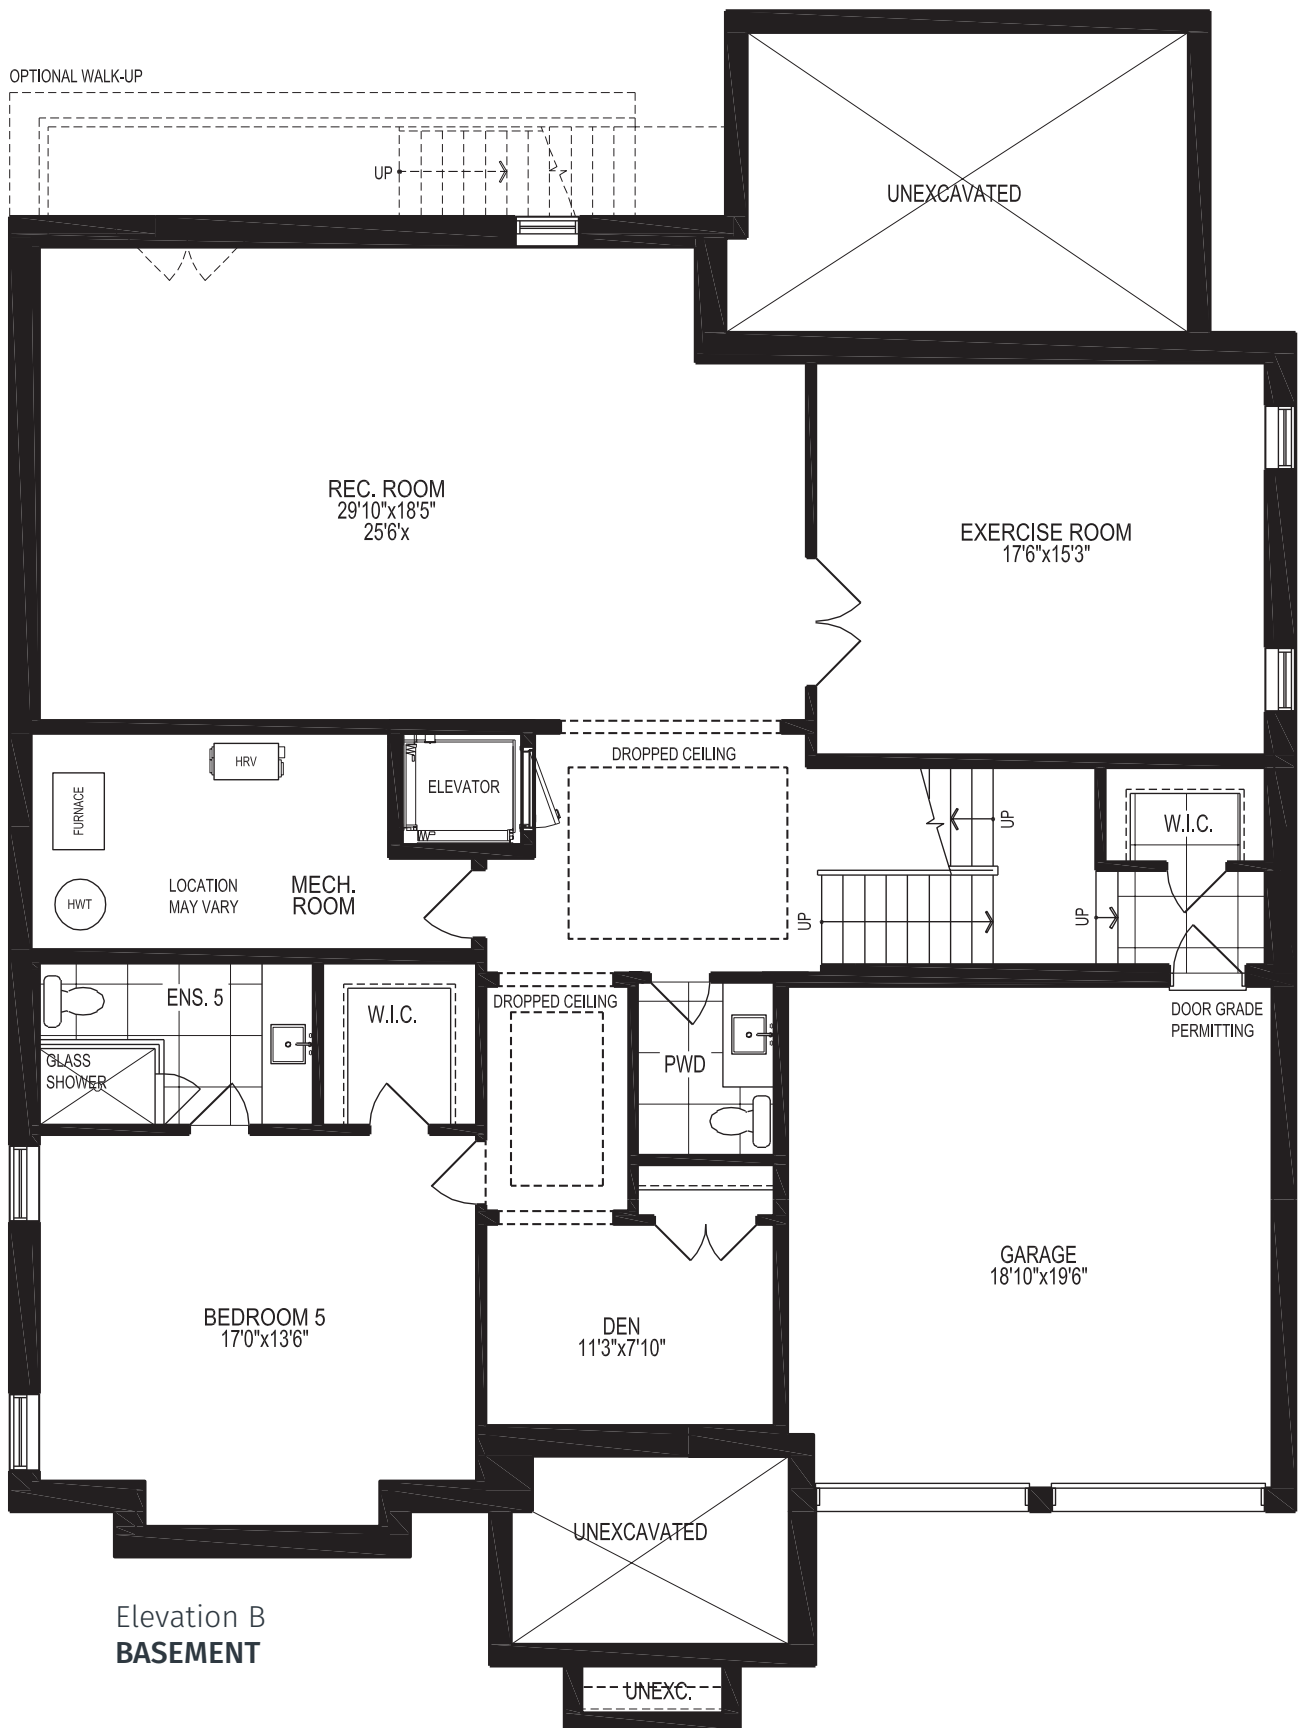 OPTIONAL WALK-UP
UP
UNEXCAVATED
REC. ROOM
29'10"x18'5"
25'6'x
EXERCISE ROOM
17'6"x15'3"
DROPPED CEILING
HRV
ELEVATOR
FURNACE
UP
W.I.C.
LOCATION
MAY VARY
MECH.
ROOM
HWT
UP
UP
ENS. 5
W.I.C.
DROPPED CEILING
DOOR GRADE
PERMITTING
GLASS
SHOWER
PWD
GARAGE
18'10"x19'6"
BEDROOM 5
17'0"x13'6"
DEN
11'3"x7'10"
UNEXCAVATED
Elevation B
BASEMENT
UNEXC.